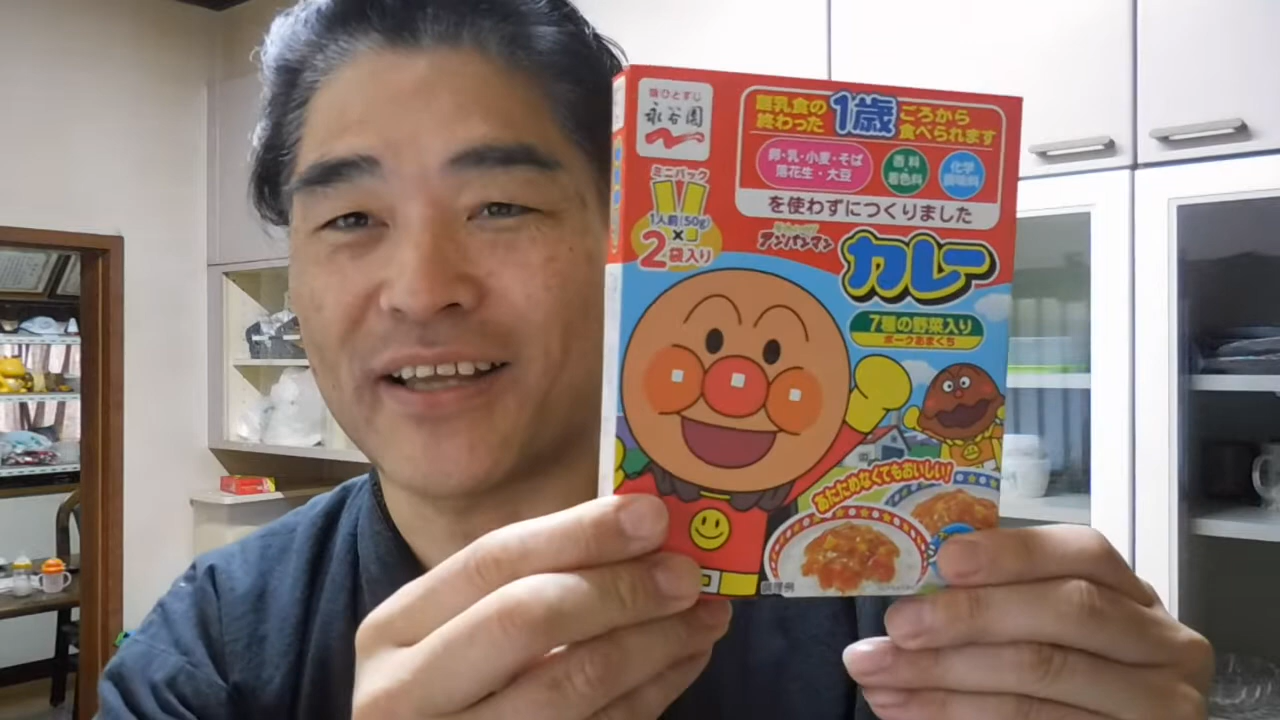 味ひとすじ
永谷園
離乳食の
終わった
1歳
ごろから
食べられます
卵・乳・小麦・そば
落花生・大豆
香料
・
着色料
化学
調味料
を使わずにつくりました
ミニパック
1人前(50g)
×
2袋入り
アンパンマン
カレー
7種の野菜入り
ポークあまくち
あたためなくてもおいしい!
調理例